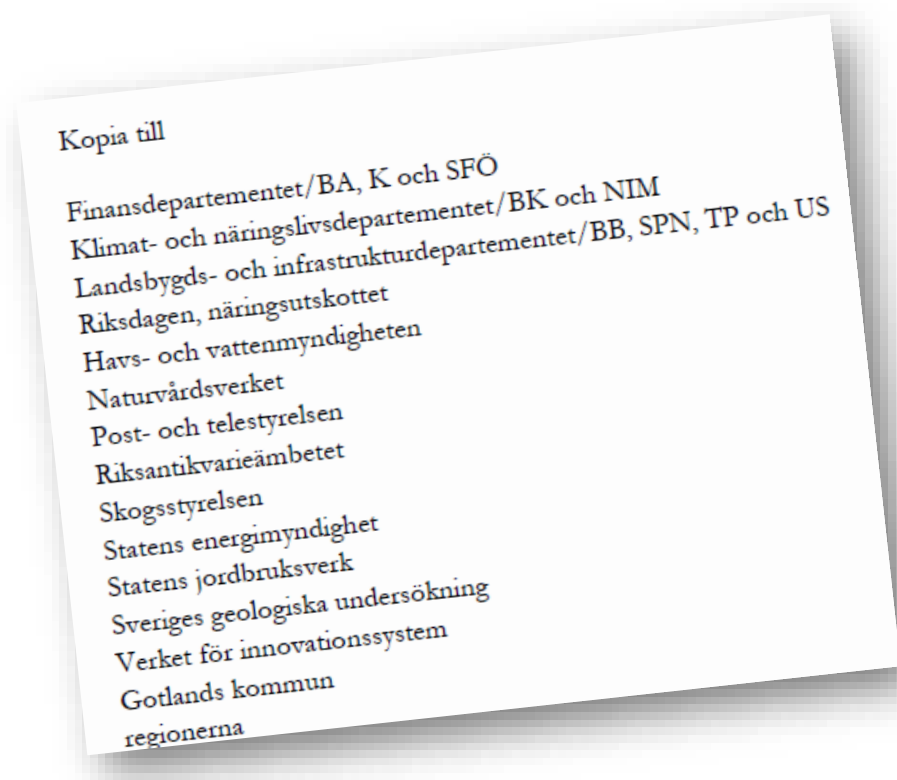 Kopia till
Finansdepartementet/BA, K och SFÖ
Klimat- och näringslivsdepartementet/BK och NIM
Landsbygds- och infrastrukturdepartementet/BB, SPN, TP och US
Riksdagen, näringsutskottet
Havs- och vattenmyndigheten
Naturvårdsverket
Post- och telestyrelsen
Riksantikvarieämbetet
Skogsstyrelsen
Statens energimyndighet
Statens jordbruksverk
Sveriges geologiska undersökning
Verket för innovationssystem
Gotlands kommun
regionerna